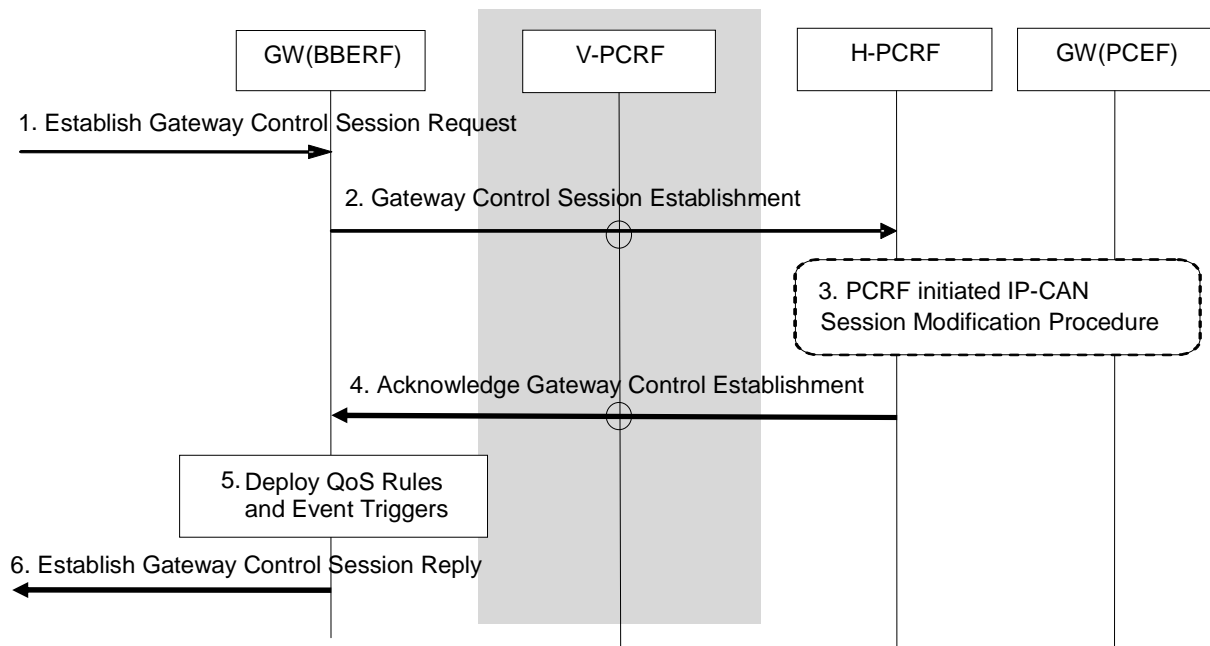 GW(BBERF)
V-PCRF
H-PCRF
GW(PCEF)
1. Establish Gateway Control Session Request
2. Gateway Control Session Establishment
3. PCRF initiated IP-CAN
Session Modification Procedure
4. Acknowledge Gateway Control Establishment
5. Deploy QoS Rules
and Event Triggers
6. Establish Gateway Control Session Reply